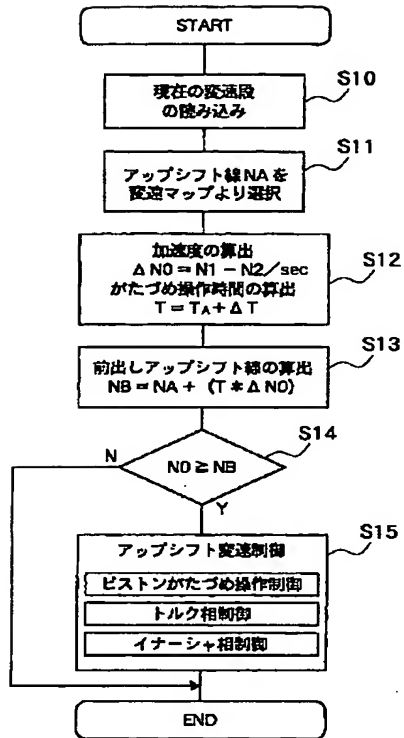 START
S10
現在の変速段
の読み込み
S11
アップシフト線NAを
変速マップより選択
S12
加速度の算出
ΔN0=N1-N2/sec
がたづめ操作時間の算出
T=TA+ΔT
S13
前出しアップシフト線の算出
NB=NA+(T*ΔN0)
S14
N
N0≧NB
Y
S15
アップシフト変速制御
ピストンがたづめ操作制御
トルク相制御
イナーシャ相制御
END